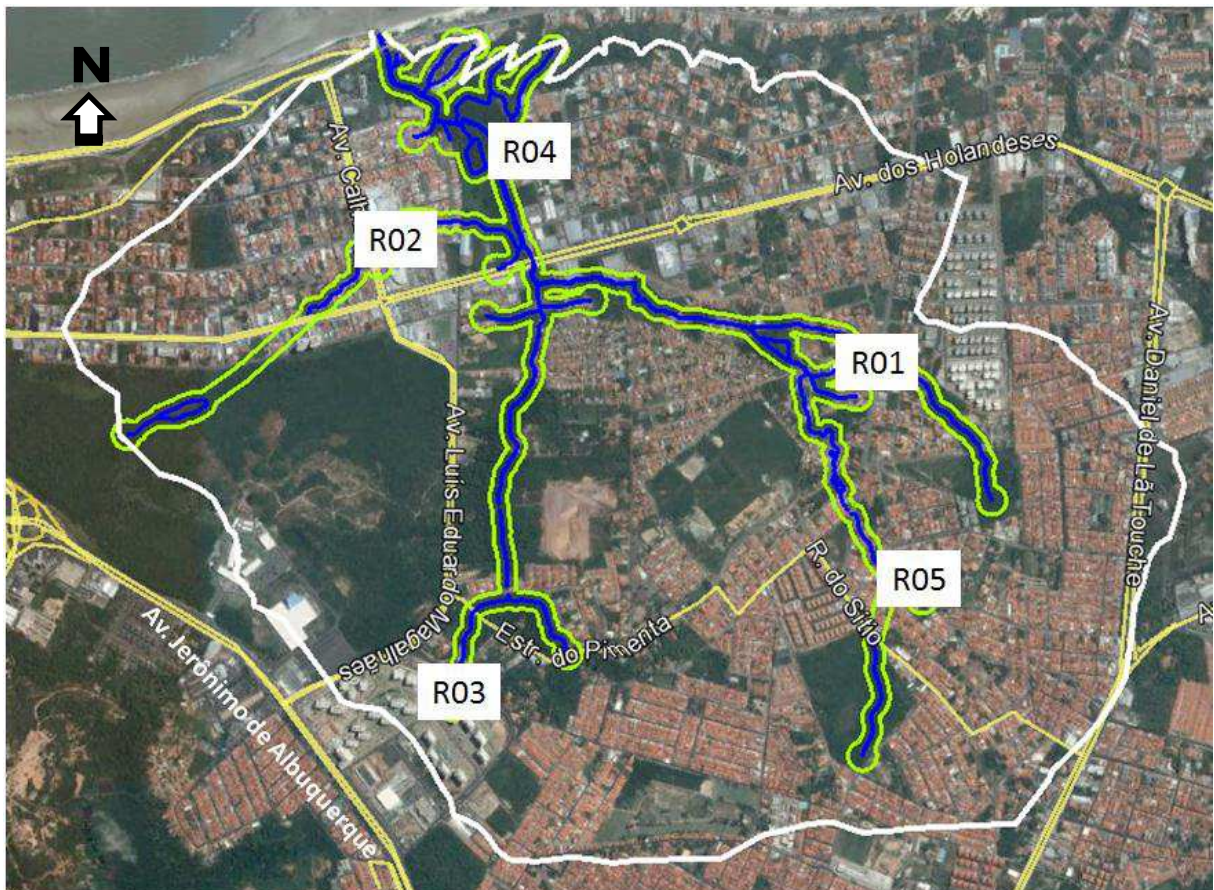 N
R04
Av. dos Holandeses
R02
R01
Av. Daniel de La Touche
Av. Luís Eduardo Magalhães
R05
R. do Sítio
Estr. do Pimenta
R03
Av. Jerônimo de Albuquerque